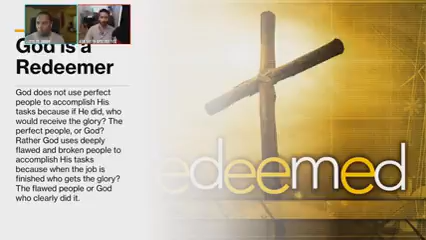 God is a
Redeemer
God does not use perfect
people to accomplish His
tasks because if He did, who
would receive the glory? The
perfect people, or God?
Rather God uses deeply
flawed and broken people to
accomplish His tasks
because when the job is
finished who gets the glory?
The flawed people or God
who clearly did it.
edeemed